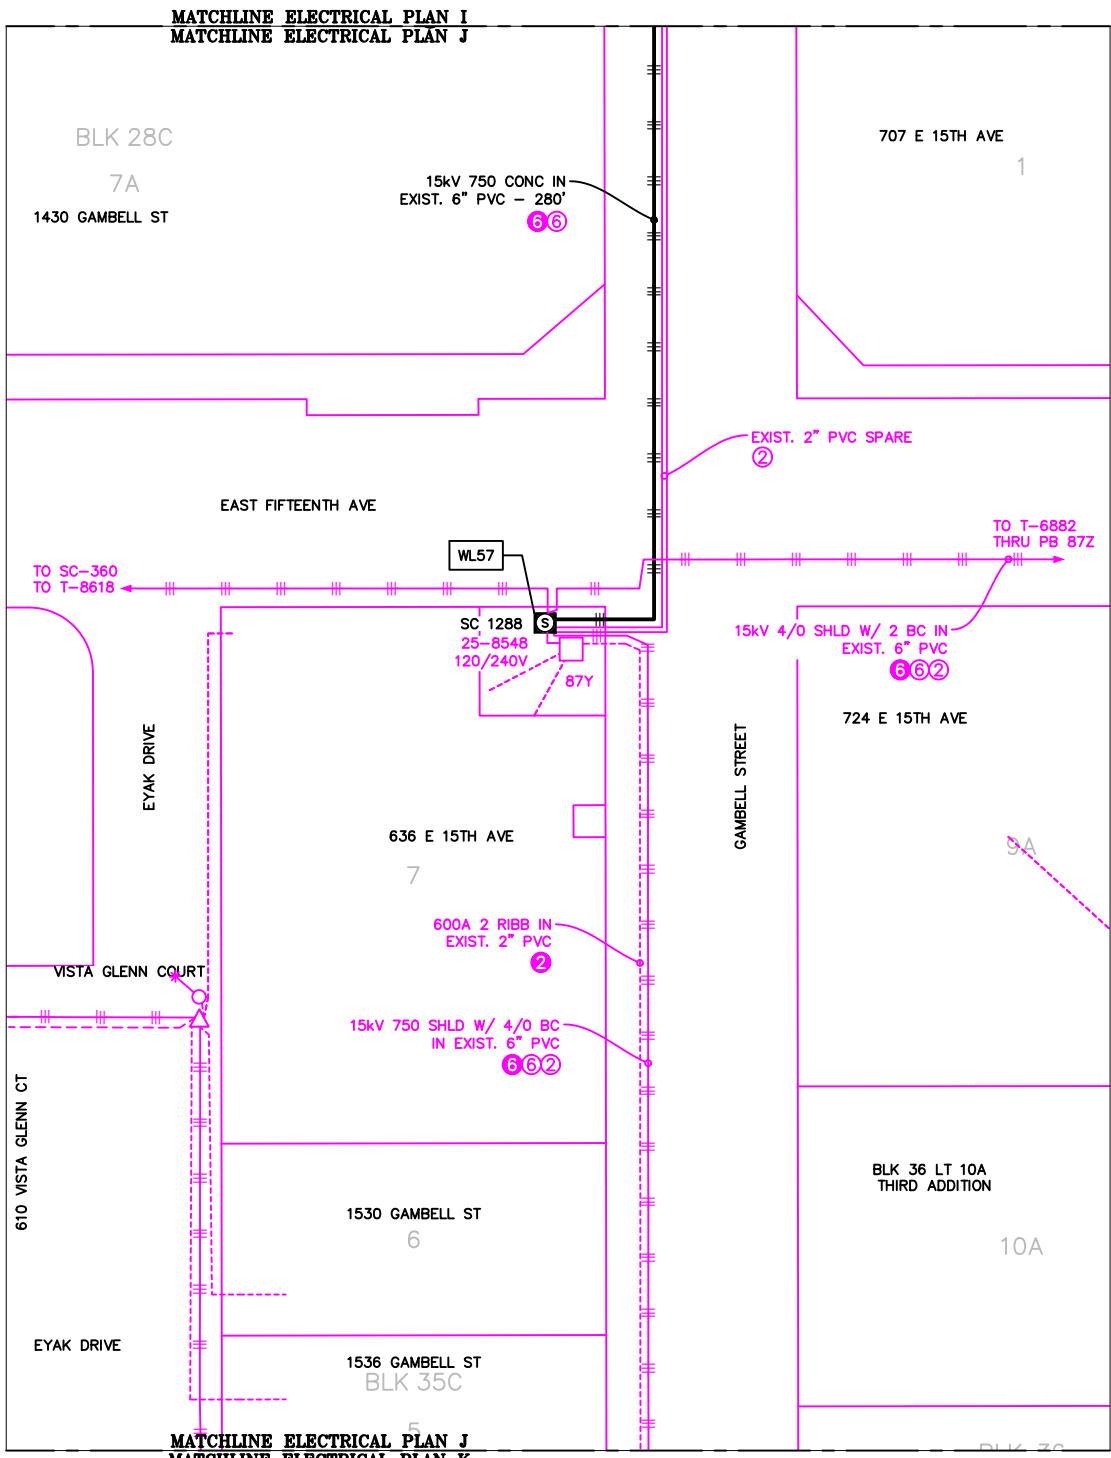 MATCHLINE ELECTRICAL PLAN I
MATCHLINE ELECTRICAL PLAN J
BLK 28C
7A
1430 GAMBELL ST
15kV 750 CONC IN
EXIST. 6" PVC - 280'
6 6
707 E 15TH AVE
1
EXIST. 2" PVC SPARE
2
EAST FIFTEENTH AVE
TO T-6882
THRU PB 87Z
WL57
TO SC-360
TO T-8618
SC 1288
S
25-8548
120/240V
87Y
15kV 4/0 SHLD W/ 2 BC IN
EXIST. 6" PVC
6 6 2
724 E 15TH AVE
EYAK DRIVE
GAMBELL STREET
636 E 15TH AVE
7
9A
600A 2 RIBB IN
EXIST. 2" PVC
2
VISTA GLENN COURT
15kV 750 SHLD W/ 4/0 BC
IN EXIST. 6" PVC
6 6 2
610 VISTA GLENN CT
BLK 36 LT 10A
THIRD ADDITION
1530 GAMBELL ST
6
10A
EYAK DRIVE
1536 GAMBELL ST
BLK 35C
5
MATCHLINE ELECTRICAL PLAN J
MATCHLINE ELECTRICAL PLAN K